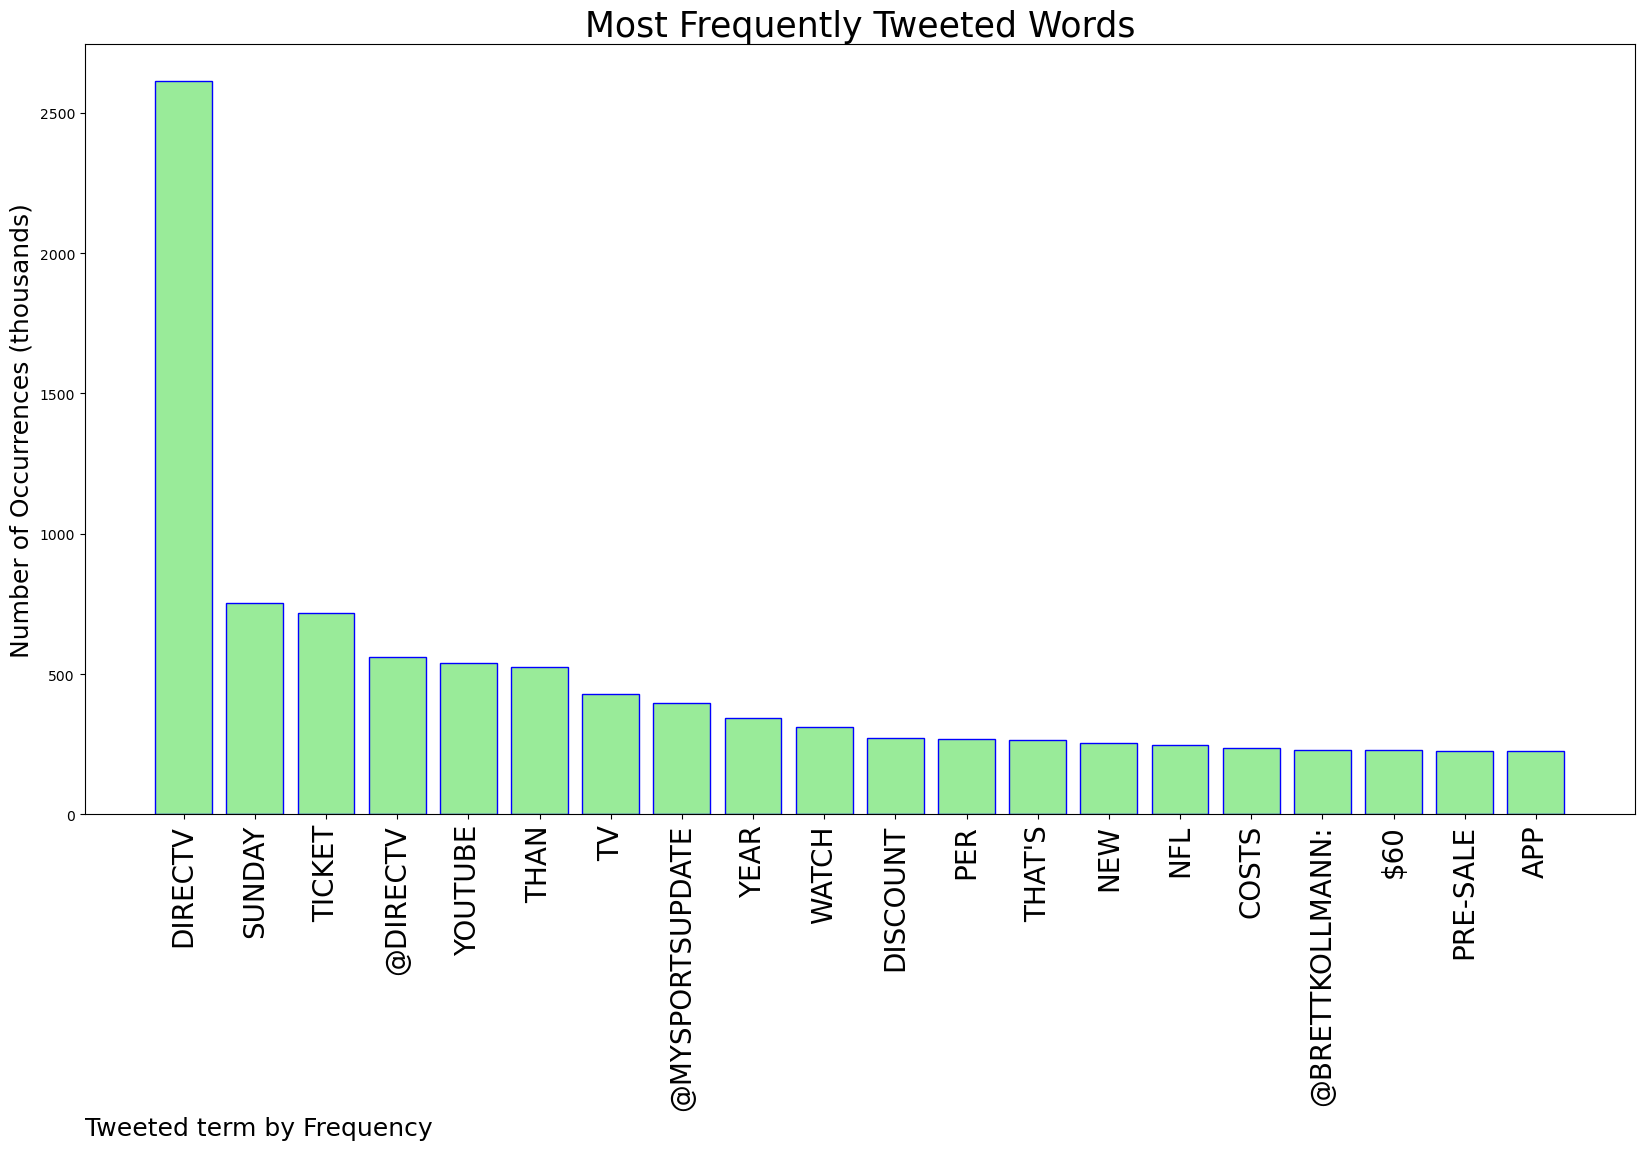 Most Frequently Tweeted Words
Number of Occurrences (thousands)
2500
2000
1500
1000
500
0
DIRECTV
SUNDAY
TICKET
@DIRECTV
YOUTUBE
THAN
TV
@MYSPORTSUPDATE
YEAR
WATCH
DISCOUNT
PER
THAT'S
NEW
NFL
COSTS
@BRETTKOLLMANN:
$60
PRE-SALE
APP
Tweeted term by Frequency